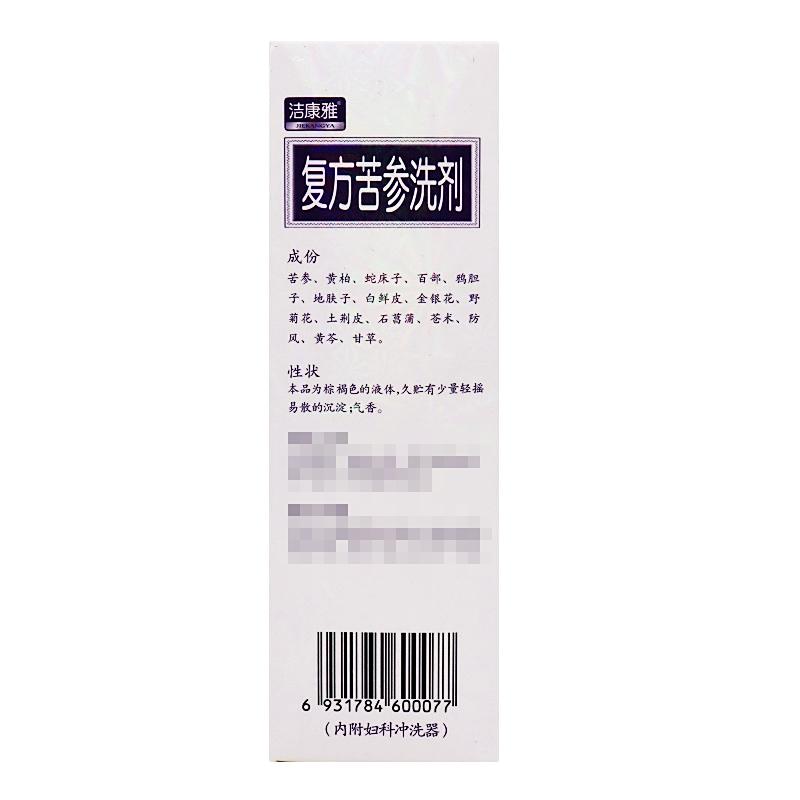 洁康雅®
JIEKANGYA
复方苦参洗剂
成份
苦参、黄柏、蛇床子、百部、鸦胆
子、地肤子、白鲜皮、金银花、野
菊花、土荆皮、石菖蒲、苍术、防
风、黄芩、甘草。
性状
本品为棕褐色的液体,久贮有少量轻摇
易散的沉淀;气香。
6 931784 600077
(内附妇科冲洗器)